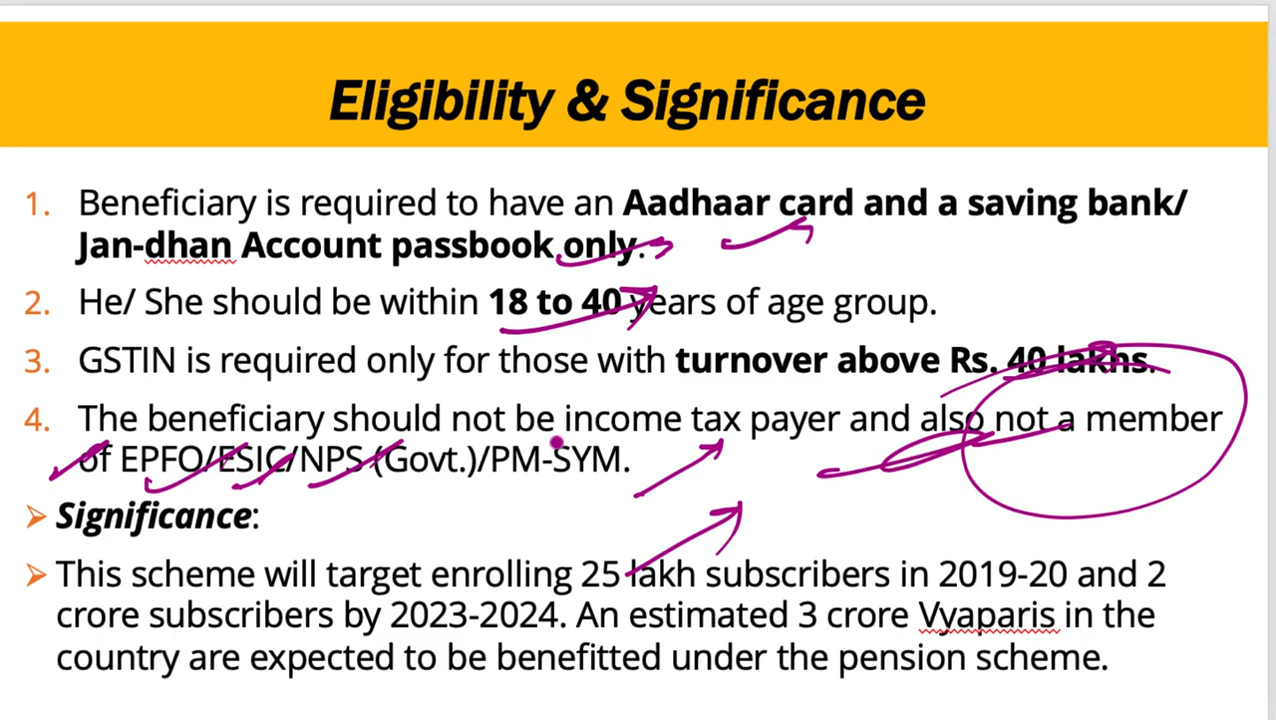 Eligibility & Significance
1. Beneficiary is required to have an Aadhaar card and a saving bank/
Jan-dhan Account passbook only.
2. He/ She should be within 18 to 40 years of age group.
3. GSTIN is required only for those with turnover above Rs. 40 lakhs.
4. The beneficiary should not be income tax payer and also not a member
of EPFO/ESIC/NPS (Govt.)/PM-SYM.
➢ Significance:
➢ This scheme will target enrolling 25 lakh subscribers in 2019-20 and 2
crore subscribers by 2023-2024. An estimated 3 crore Vyaparis in the
country are expected to be benefitted under the pension scheme.